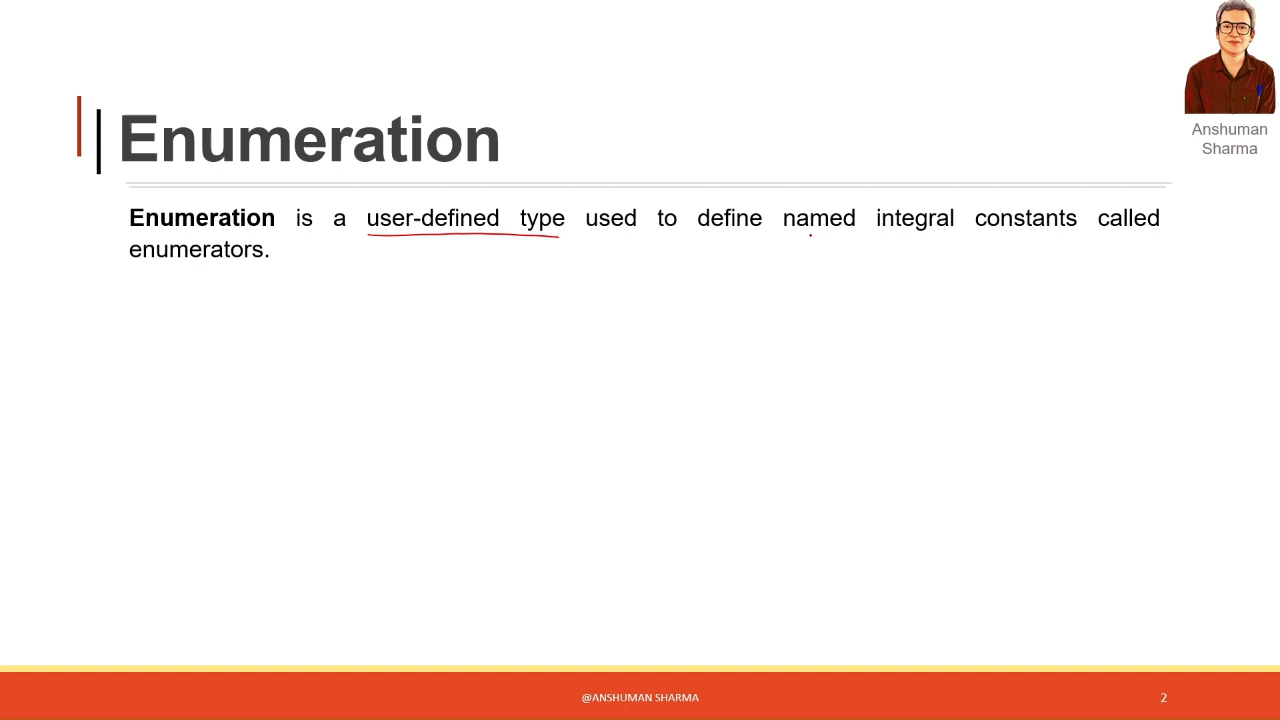 Anshuman
Sharma
Enumeration
Enumeration is a user-defined type used to define named integral constants called
enumerators.
@ANSHUMAN SHARMA
2